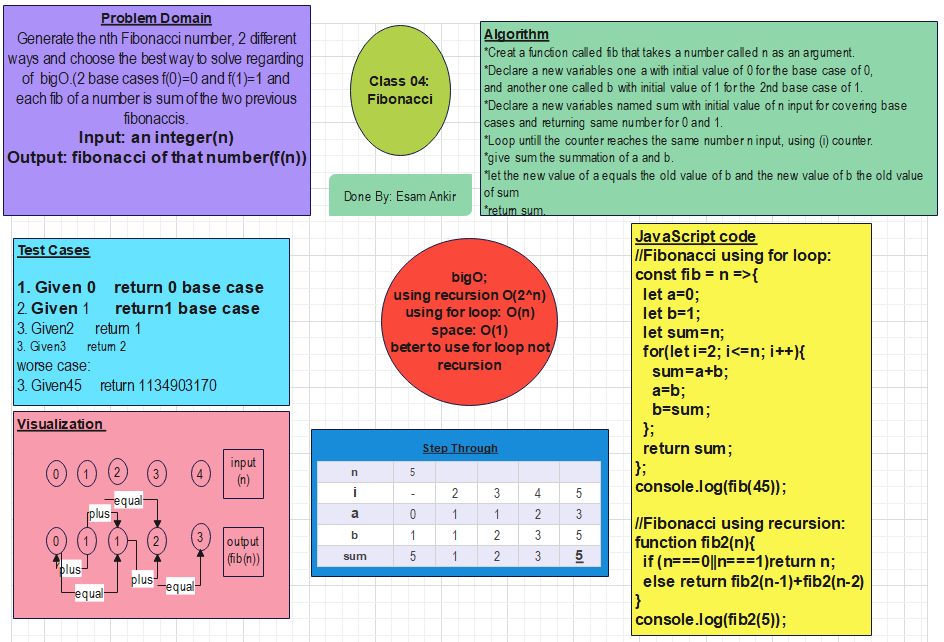 Problem Domain
Generate the nth Fibonacci number, 2 different
ways and choose the best way to solve regarding
of bigO.(2 base cases f(0)=0 and f(1)=1 and
each fib of a number is sum of the two previous
fibonaccis.
Input: an integer(n)
Output: fibonacci of that number(f(n))
Class 04:
Fibonacci
Done By: Esam Ankir
Algorithm
*Creat a function called fib that takes a number called n as an argument.
*Declare a new variables one a with initial value of 0 for the base case of 0,
and another one called b with initial value of 1 for the 2nd base case of 1.
*Declare a new variables named sum with initial value of n input for covering base
cases and returning same number for 0 and 1.
*Loop untill the counter reaches the same number n input, using (i) counter.
*give sum the summation of a and b.
*let the new value of a equals the old value of b and the new value of b the old value
of sum
*return sum.
Test Cases
1. Given 0 return 0 base case
2. Given 1 return1 base case
3. Given2 return 1
3. Given3 return 2
worse case:
3. Given45 return 1134903170
bigO;
using recursion O(2^n)
using for loop: O(n)
space: O(1)
beter to use for loop not
recursion
JavaScript code
//Fibonacci using for loop:
const fib = n =>{
let a=0;
let b=1;
let sum=n;
for(let i=2; i<=n; i++){
sum=a+b;
a=b;
b=sum;
};
return sum;
};
console.log(fib(45));
//Fibonacci using recursion:
function fib2(n){
if (n===0||n===1)return n;
else return fib2(n-1)+fib2(n-2)
}
console.log(fib2(5));
Visualization
0 1 2 3 4 input
(n)
equal
plus
0 1 1 2 3 output
(fib(n))
plus plus equal
equal
Step Through
n 5
i - 2 3 4 5
a 0 1 1 2 3
b 1 1 2 3 5
sum 5 1 2 3 5